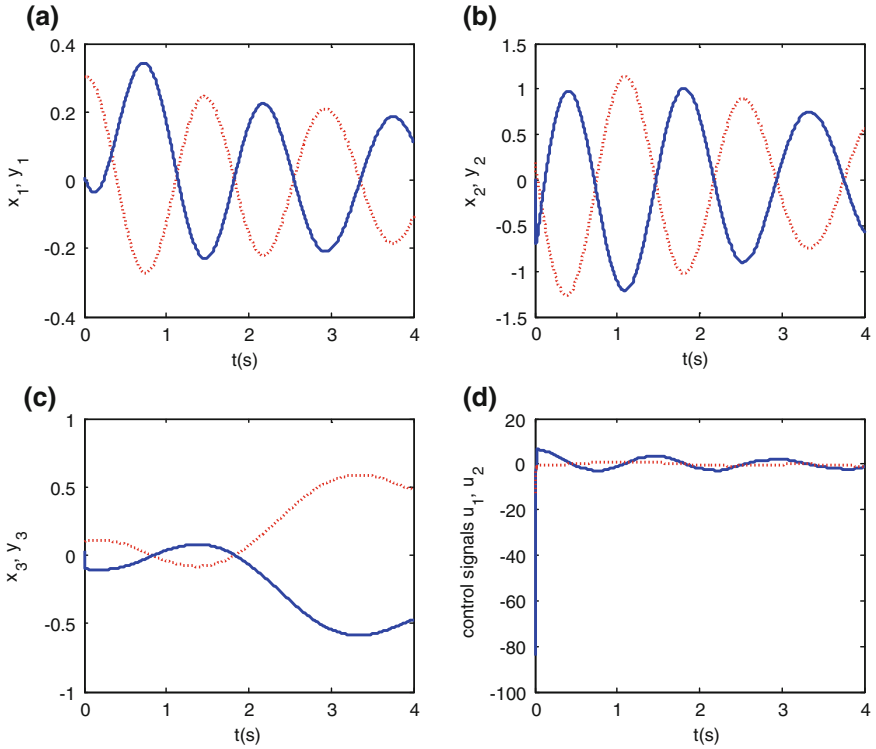 (a)
0.4
0.2
0
-0.2
-0.4
x1, y1
0 1 2 3 4
t(s)
(b)
1.5
1
0.5
0
-0.5
-1
-1.5
x2, y2
0 1 2 3 4
t(s)
(c)
1
0.5
0
-0.5
-1
x3, y3
0 1 2 3 4
t(s)
(d)
20
0
-20
-40
-60
-80
-100
control signals u1, u2
0 1 2 3 4
t(s)